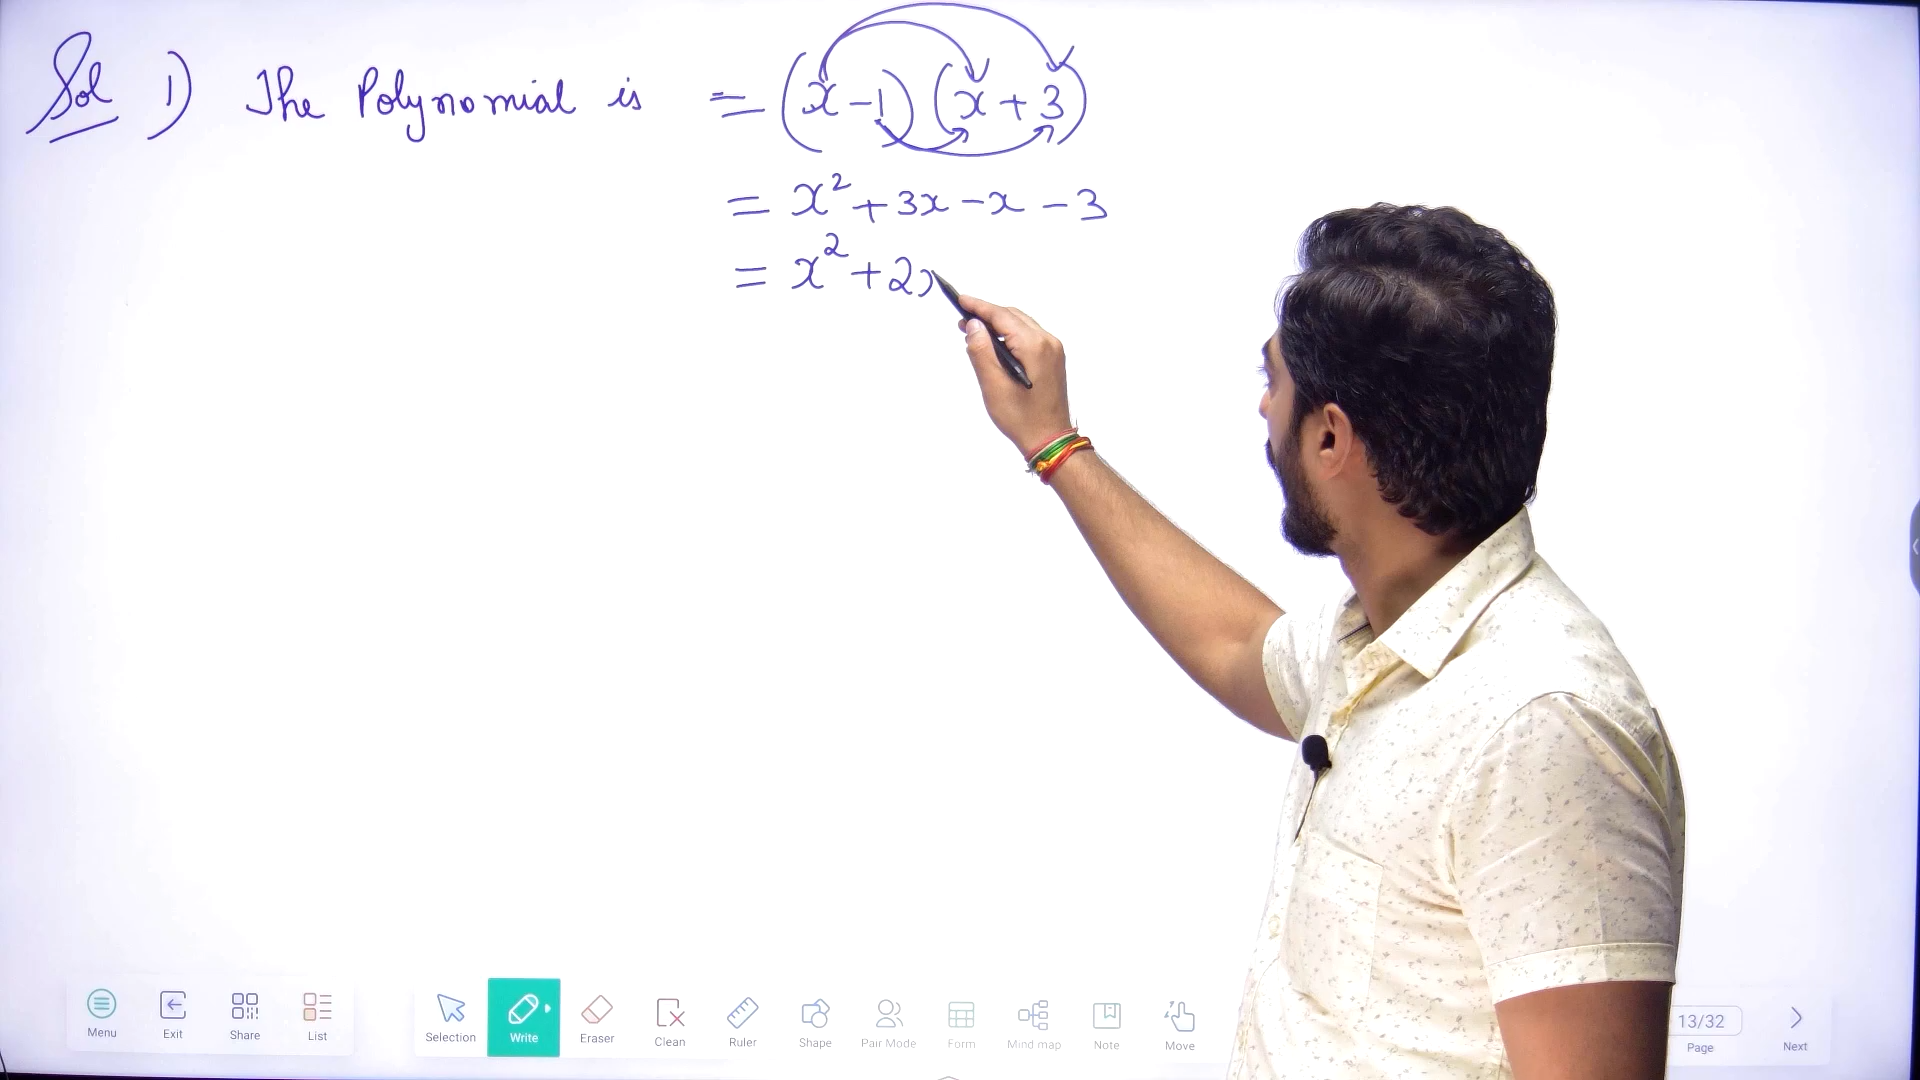 Sol 1) The Polynomial is = (x - 1) (x + 3)
= x² + 3x - x - 3
= x² + 2x
Menu Exit Share List Selection Write Eraser Clean Ruler Shape Pair Mode Form Mind map Note Move 13/32 Page Next